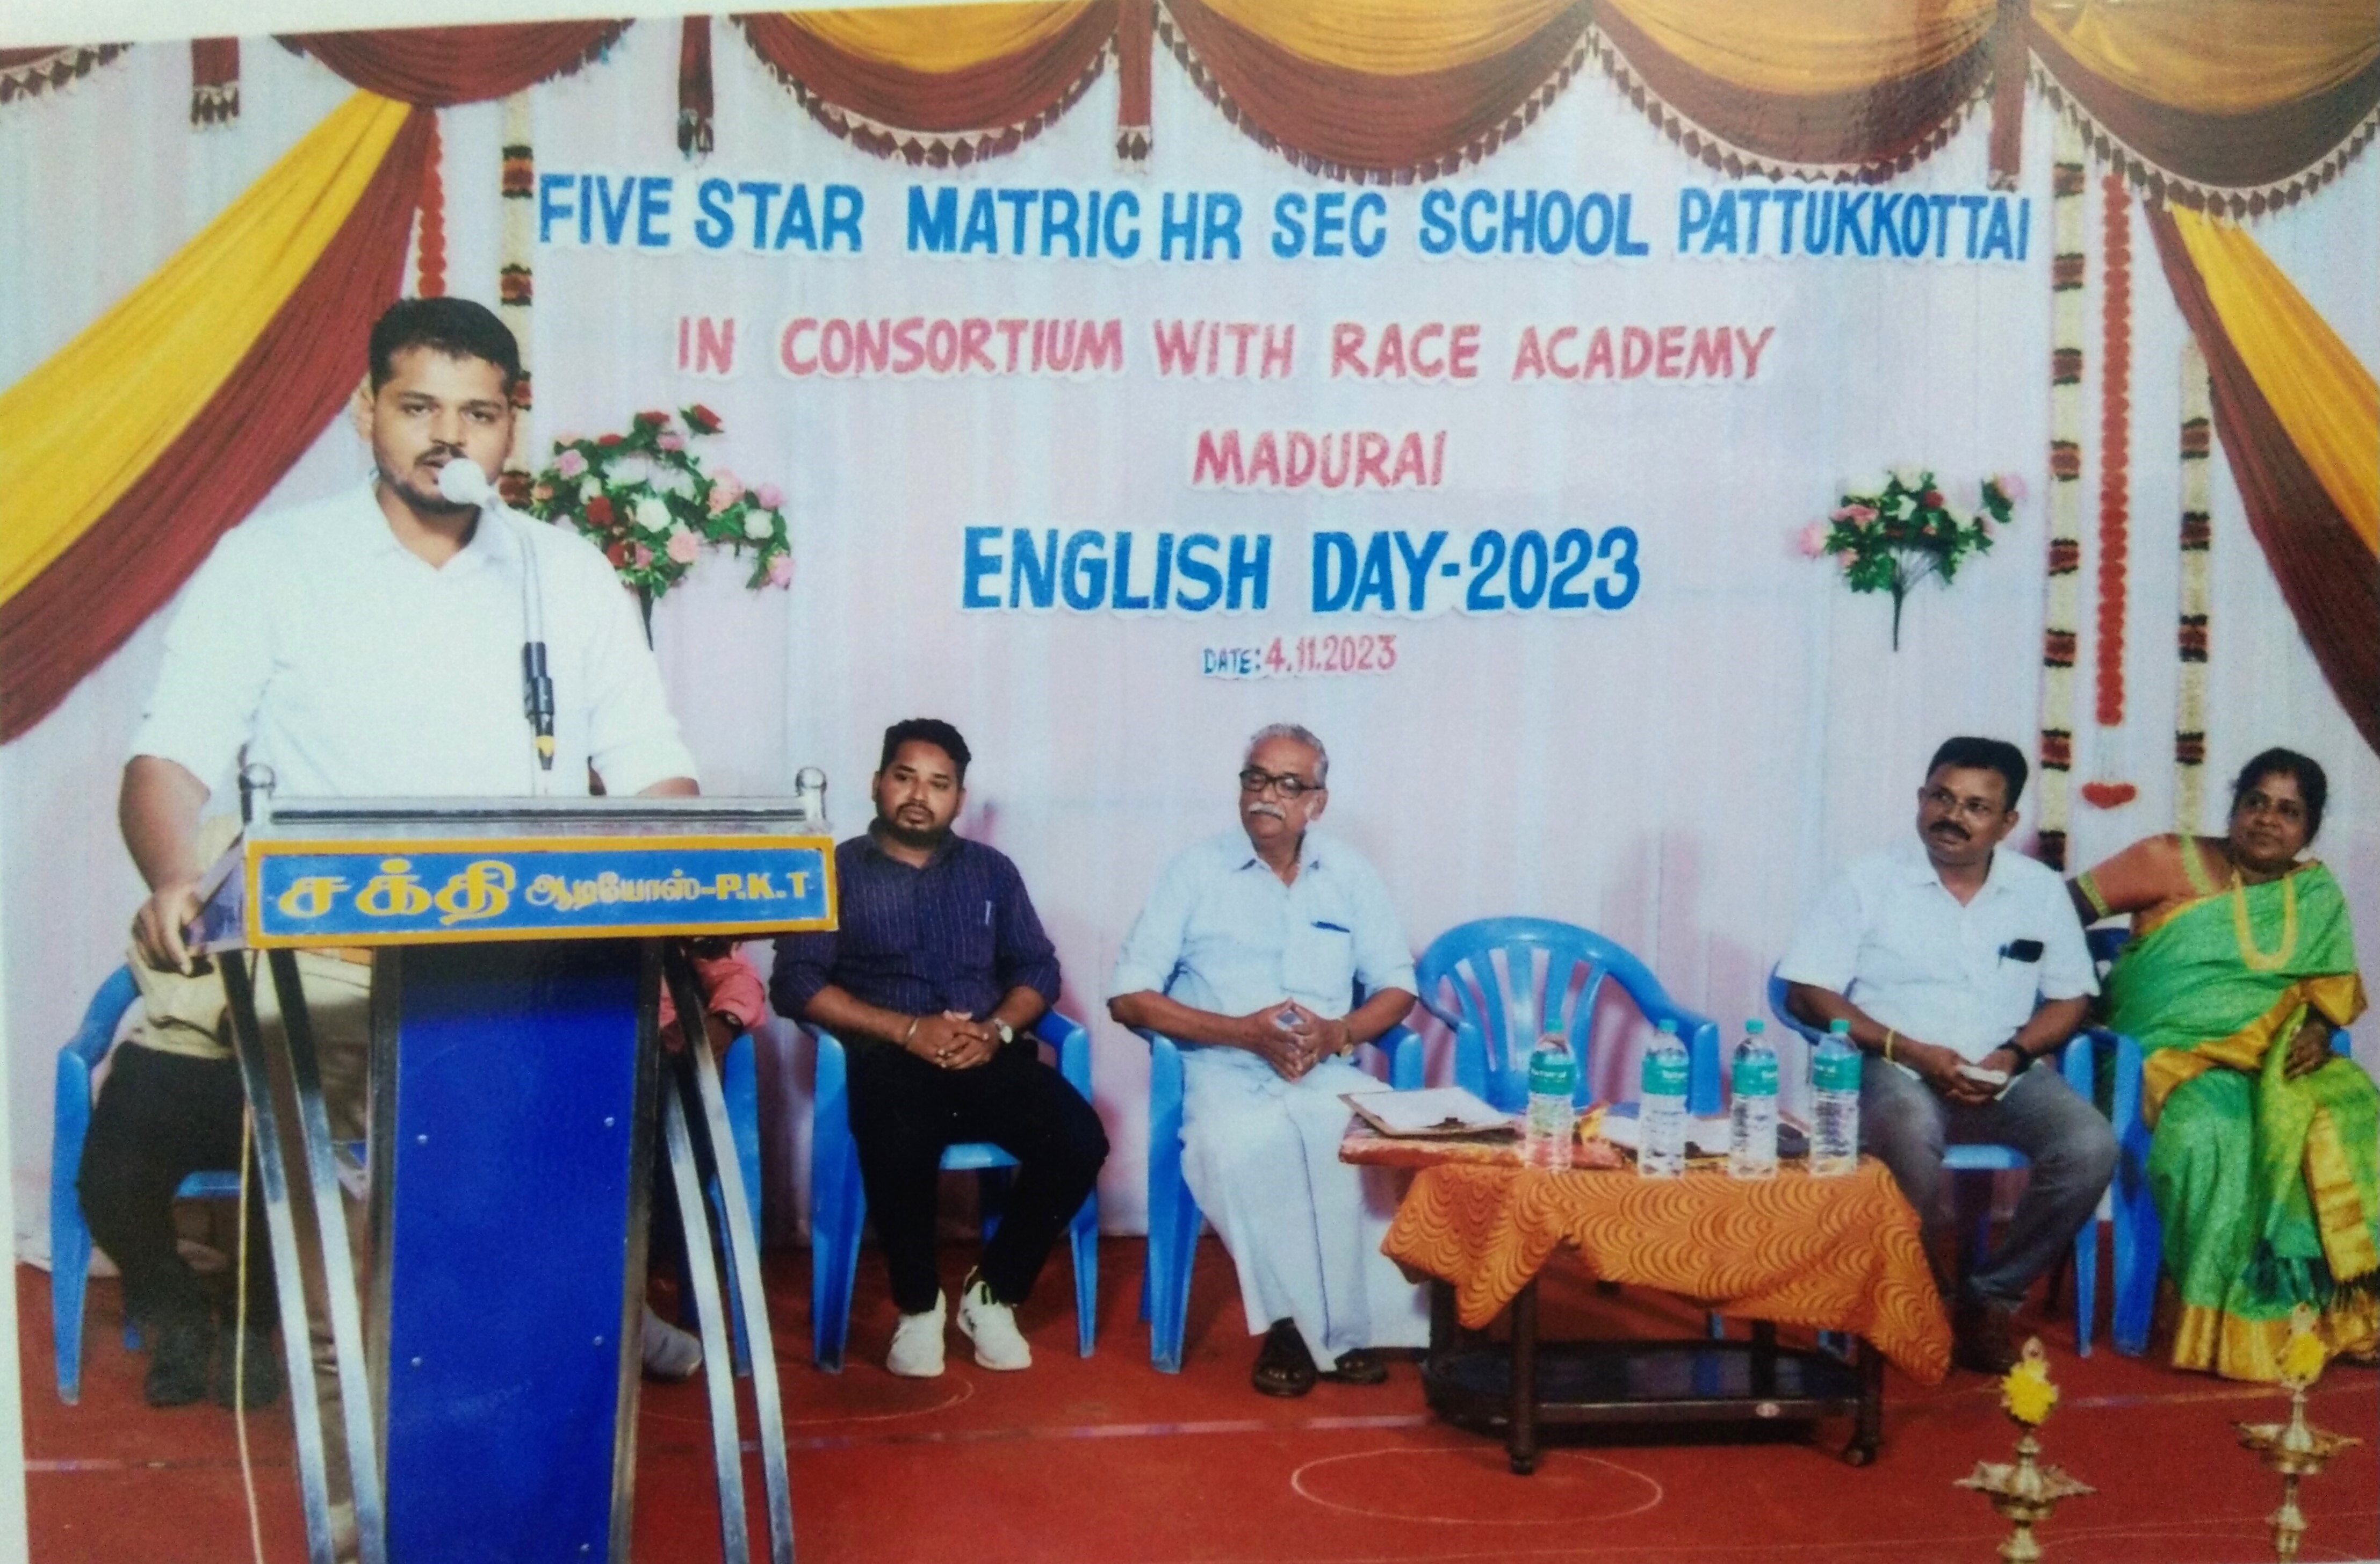 FIVE STAR MATRIC HR SEC SCHOOL PATTUKKOTTAI
IN CONSORTIUM WITH RACE ACADEMY
MADURAI
ENGLISH DAY-2023
DATE:4.11.2023
சக்தி ஆடியோஸ்-P.K.T